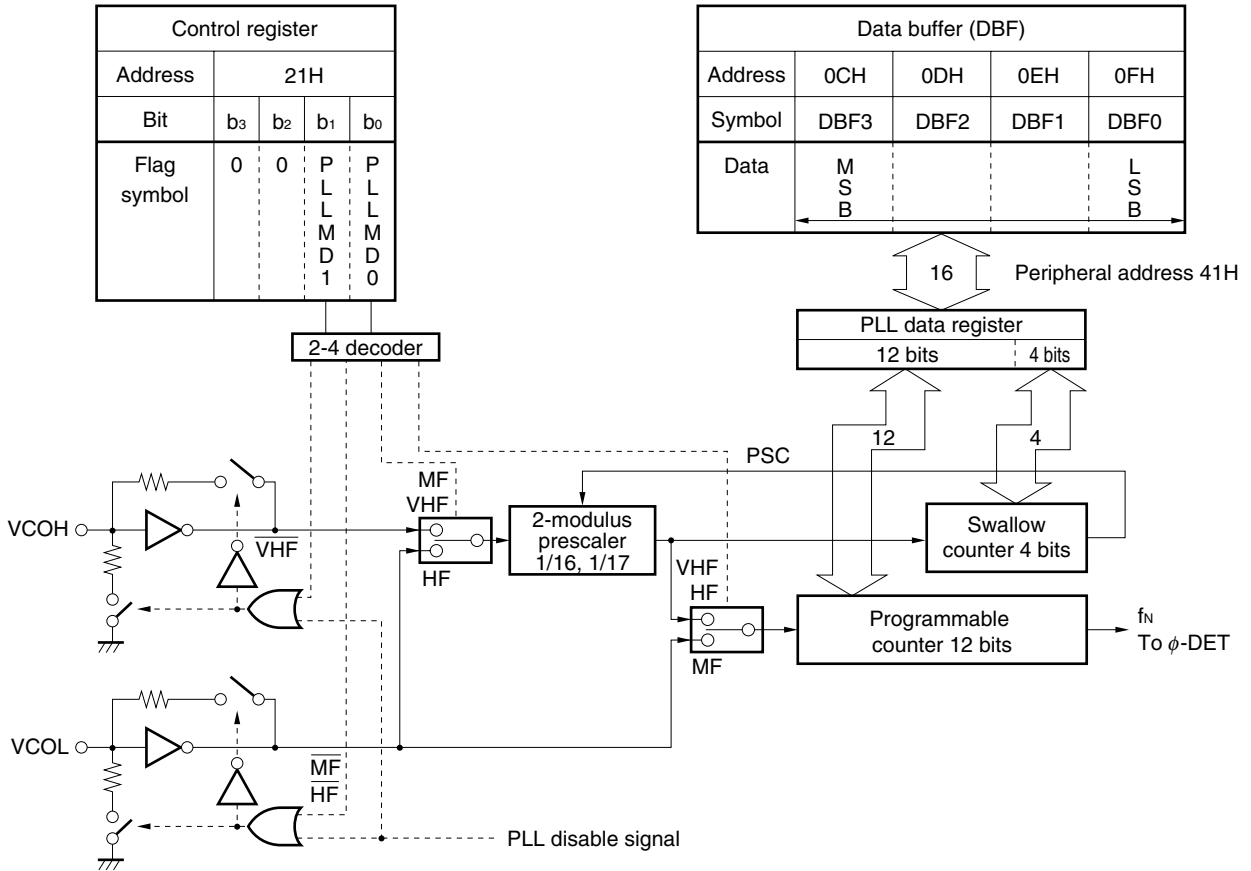 Control register
Address 21H
Bit b3 b2 b1 b0
Flag symbol 0 0 PLLMD1 PLLMD0
Data buffer (DBF)
Address 0CH 0DH 0EH 0FH
Symbol DBF3 DBF2 DBF1 DBF0
Data MSB LSB
16
Peripheral address 41H
2-4 decoder
PLL data register
12 bits 4 bits
12
4
PSC
MF
VHF
VCOH
VHF
HF
2-modulus
prescaler
1/16, 1/17
Swallow
counter 4 bits
VHF
HF
MF
Programmable
counter 12 bits
fN
To ϕ-DET
VCOL
MF
HF
PLL disable signal